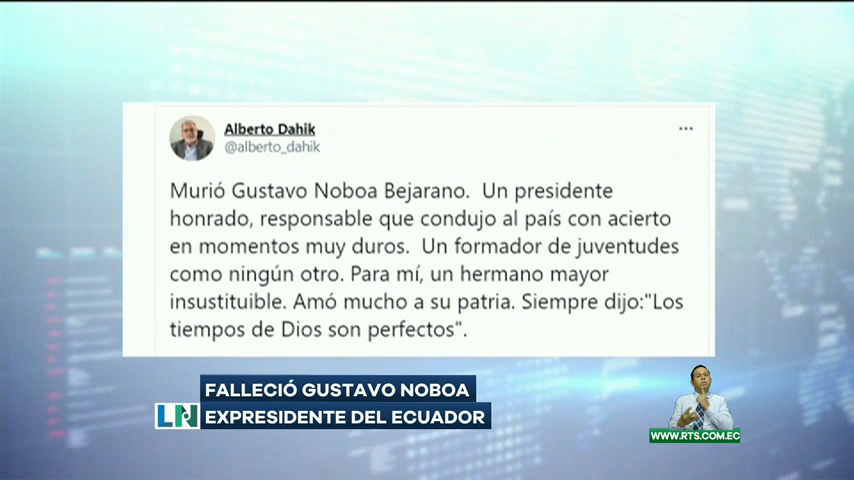 Alberto Dahik
@alberto_dahik
Murió Gustavo Noboa Bejarano. Un presidente
honrado, responsable que condujo al país con acierto
en momentos muy duros. Un formador de juventudes
como ningún otro. Para mí, un hermano mayor
insustituible. Amó mucho a su patria. Siempre dijo:"Los
tiempos de Dios son perfectos".
FALLECIÓ GUSTAVO NOBOA
LN EXPRESIDENTE DEL ECUADOR
WWW.RTS.COM.EC